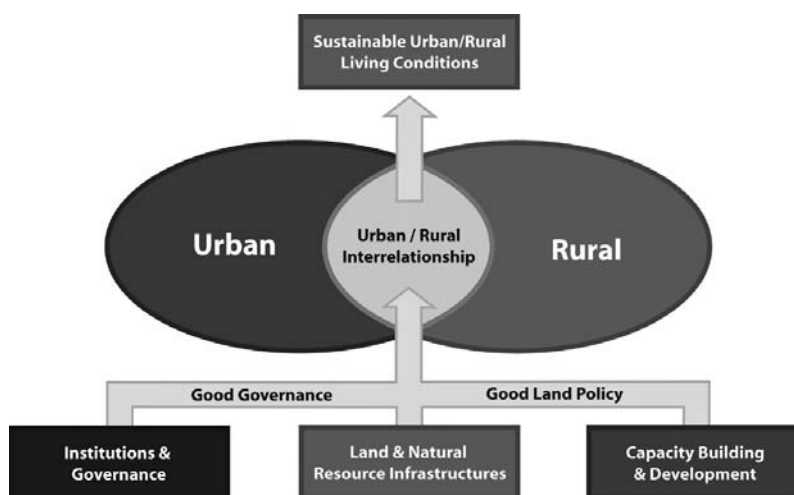 Sustainable Urban/Rural
Living Conditions
Urban
Urban / Rural
Interrelationship
Rural
Good Governance
Good Land Policy
Institutions &
Governance
Land & Natural
Resource Infrastructures
Capacity Building
& Development